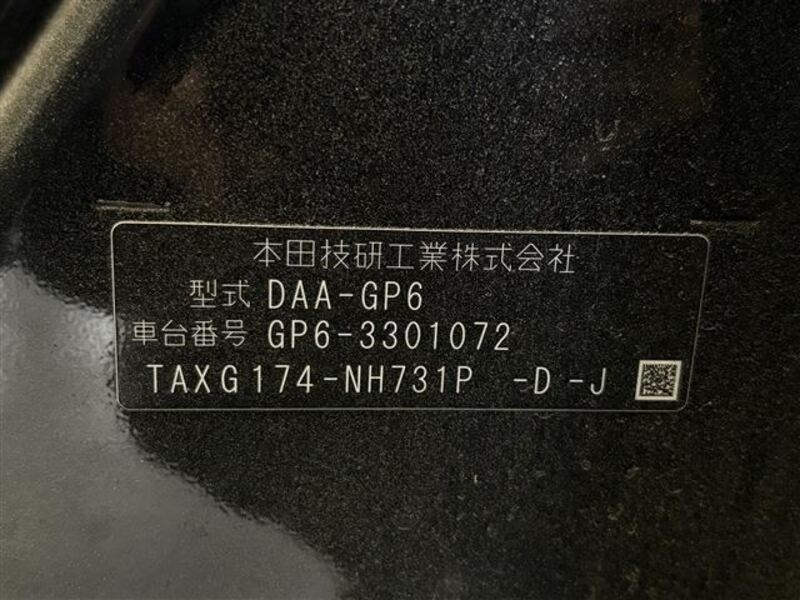 本田技研工業株式会社
型式 DAA-GP6
車台番号 GP6-3301072
TAXG174-NH731P -D-J